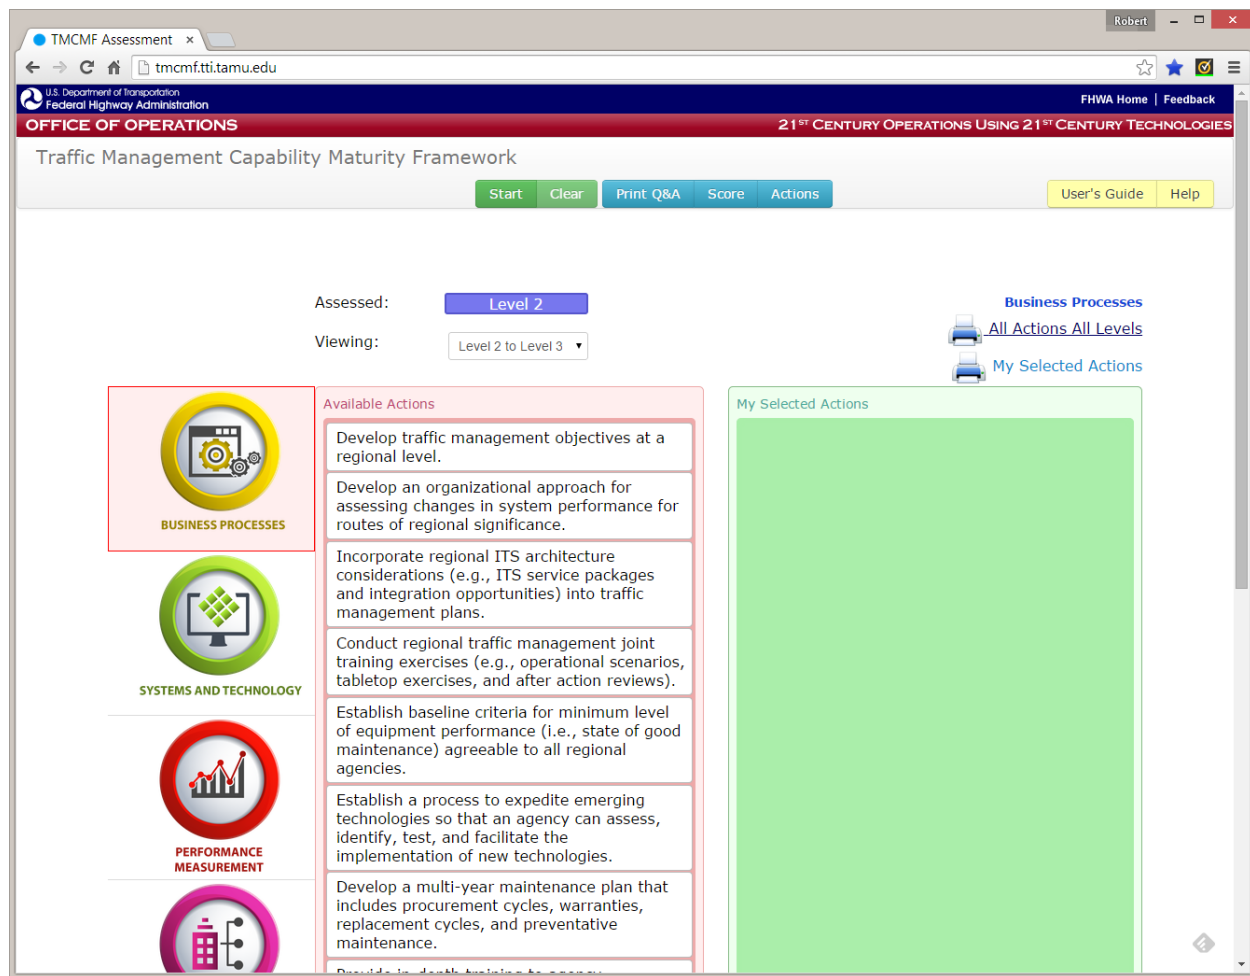 Robert
TMCMF Assessment
tmcmf.tti.tamu.edu
U.S. Department of Transportation
Federal Highway Administration
FHWA Home | Feedback
OFFICE OF OPERATIONS
21ST CENTURY OPERATIONS USING 21ST CENTURY TECHNOLOGIES
Traffic Management Capability Maturity Framework
Start Clear Print Q&A Score Actions User's Guide Help
Assessed: Level 2
Business Processes
All Actions All Levels
Viewing: Level 2 to Level 3
My Selected Actions
BUSINESS PROCESSES
SYSTEMS AND TECHNOLOGY
PERFORMANCE
MEASUREMENT
Available Actions
Develop traffic management objectives at a
regional level.
Develop an organizational approach for
assessing changes in system performance for
routes of regional significance.
Incorporate regional ITS architecture
considerations (e.g., ITS service packages
and integration opportunities) into traffic
management plans.
Conduct regional traffic management joint
training exercises (e.g., operational scenarios,
tabletop exercises, and after action reviews).
Establish baseline criteria for minimum level
of equipment performance (i.e., state of good
maintenance) agreeable to all regional
agencies.
Establish a process to expedite emerging
technologies so that an agency can assess,
identify, test, and facilitate the
implementation of new technologies.
Develop a multi-year maintenance plan that
includes procurement cycles, warranties,
replacement cycles, and preventative
maintenance.
Provide in-depth training to agency
My Selected Actions